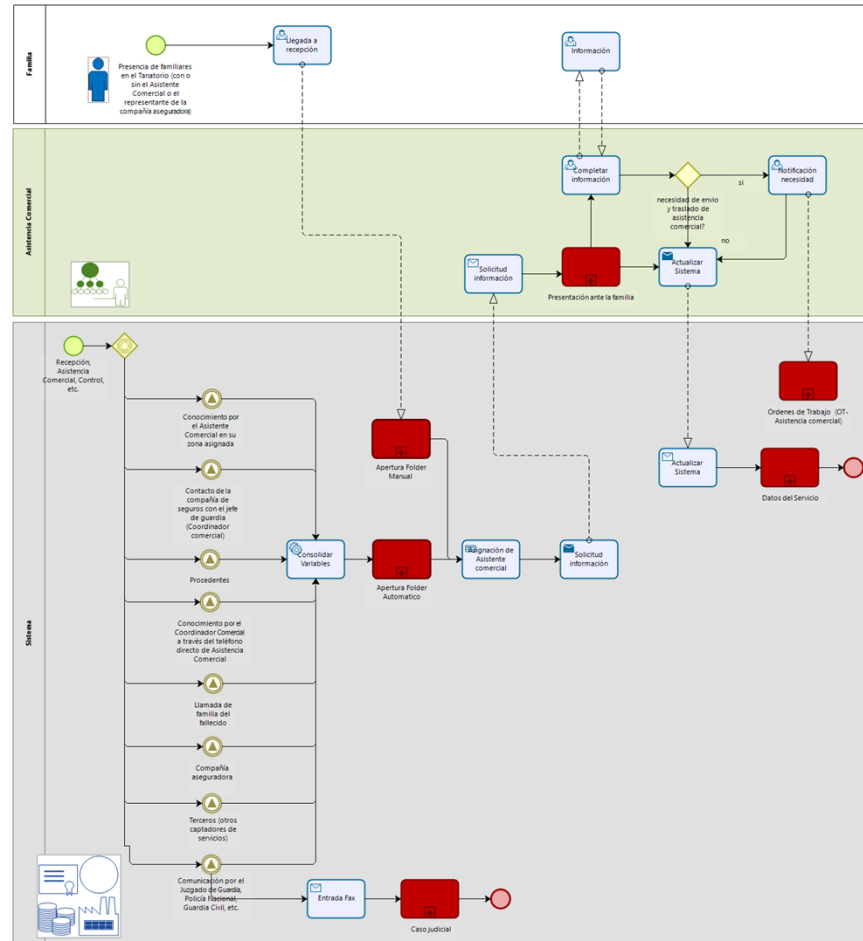 Familia
Presencia de familiares
en el Tanatorio (con o
sin el Asistente
Comercial o el
representante de la
compañía aseguradora)
Llegada a
recepción
Información
Asistencia Comercial
Completar
información
necesidad de envio
y traslado de
asistencia
comercial?
si
no
Notificación
necesidad
Solicitud
información
Presentación ante la familia
Actualizar
Sistema
Sistema
Recepción,
Asistencia
Comercial, Control,
etc.
Conocimiento por
el Asistente
Comercial en su
zona asignada
Contacto de la
compañía de
seguros con el jefe
de guardia
(Coordinador
comercial)
Procedentes
Conocimiento por el
Coordinador Comercial
a través del teléfono
directo de Asistencia
Comercial
Llamada de
familia del
fallecido
Compañía
aseguradora
Terceros (otros
captadores de
servicios)
Comunicación por el
Juzgado de Guardia,
Policía Nacional,
Guardia Civil, etc.
Consolidar
Variables
Apertura Folder
Manual
Apertura Folder
Automatico
Asignación de
Asistente
comercial
Solicitud
información
Ordenes de Trabajo (OT-
Asistencia comercial)
Actualizar
Sistema
Datos del Servicio
Entrada Fax
Caso judicial